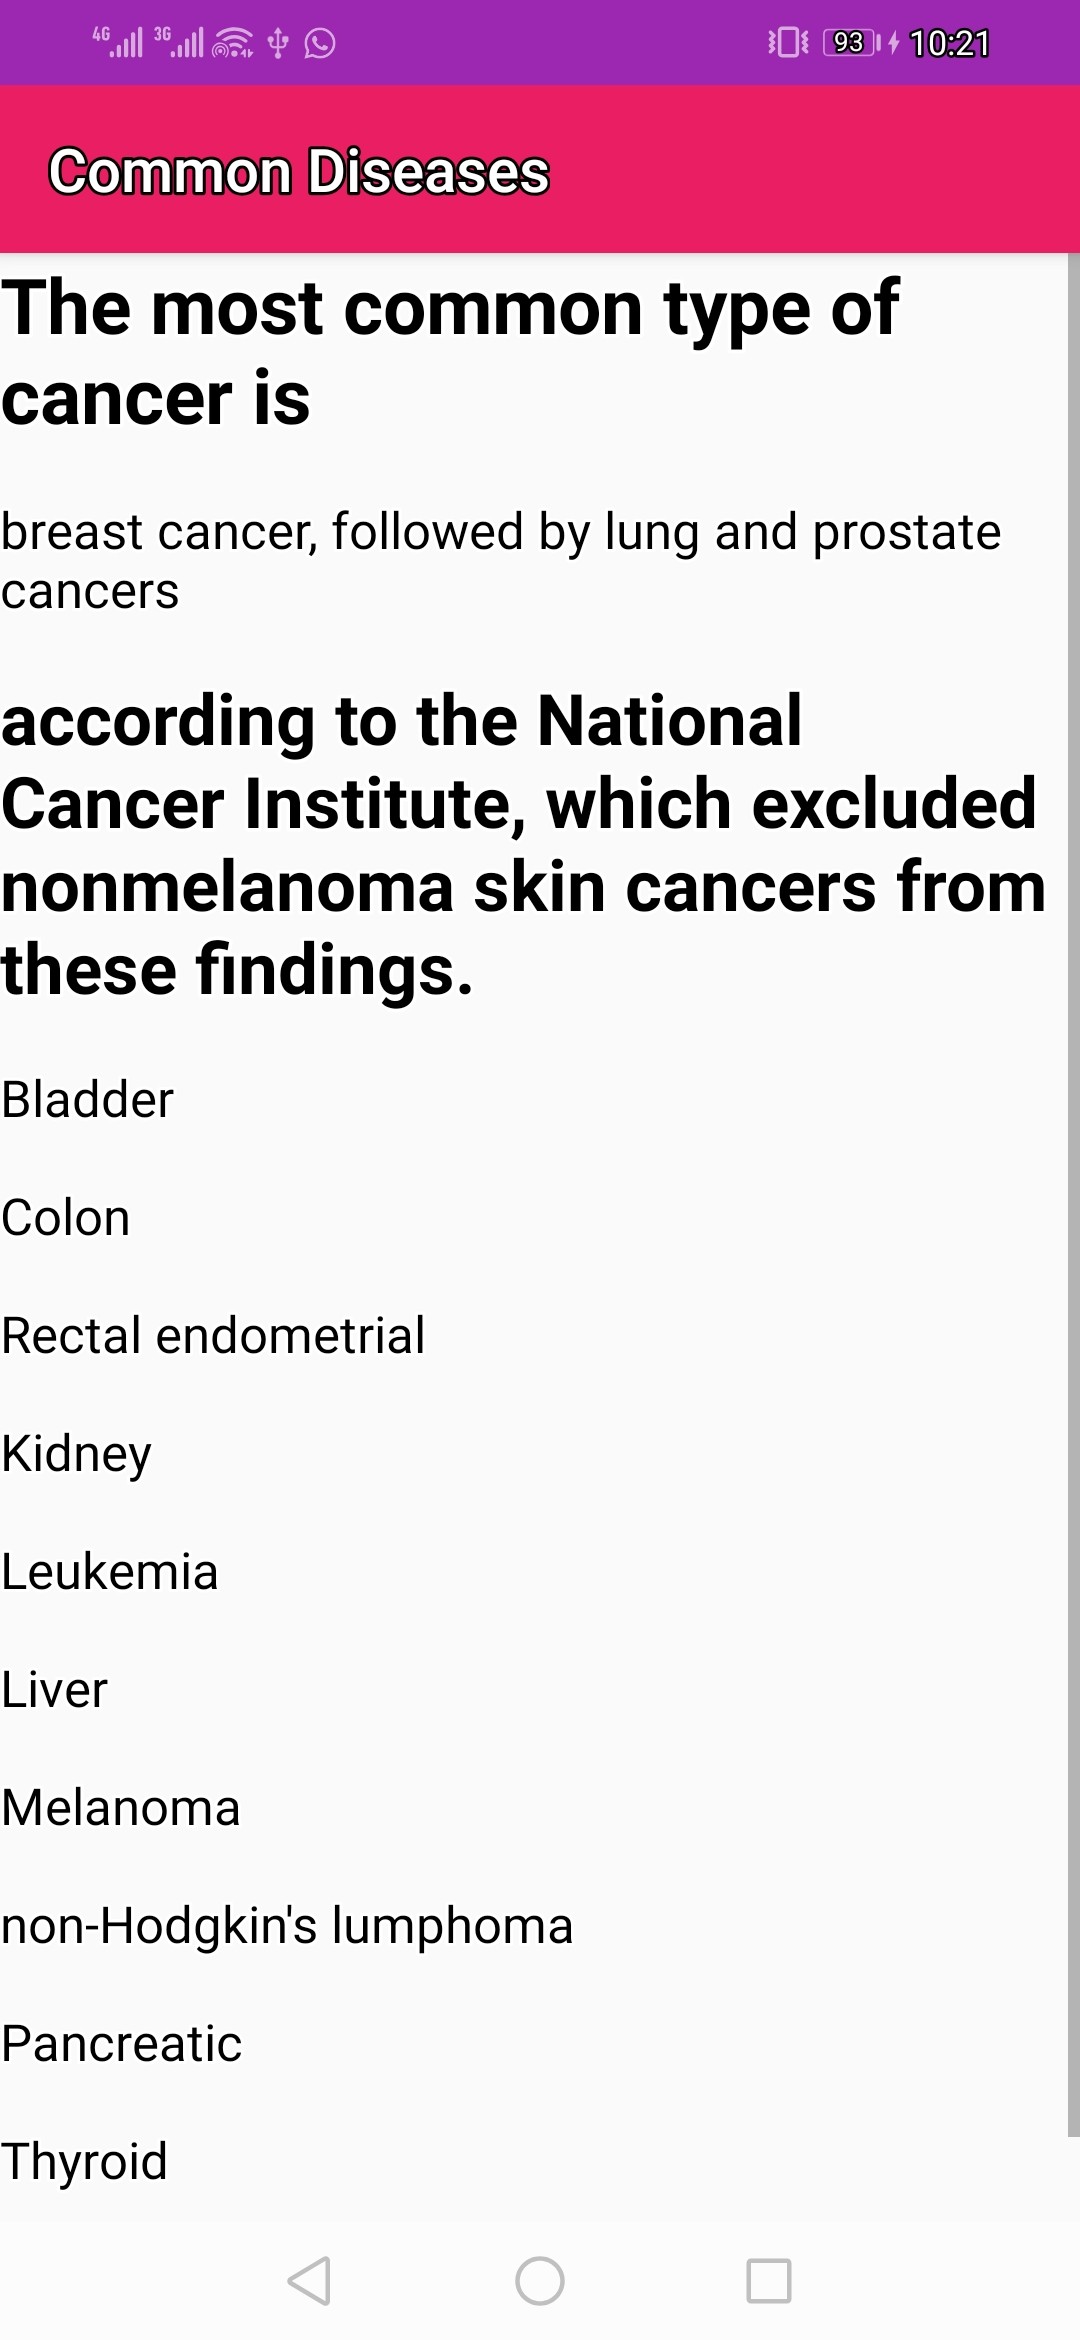 4G 3G 93 10:21
Common Diseases
The most common type of
cancer is
breast cancer, followed by lung and prostate
cancers
according to the National
Cancer Institute, which excluded
nonmelanoma skin cancers from
these findings.
Bladder
Colon
Rectal endometrial
Kidney
Leukemia
Liver
Melanoma
non-Hodgkin's lumphoma
Pancreatic
Thyroid